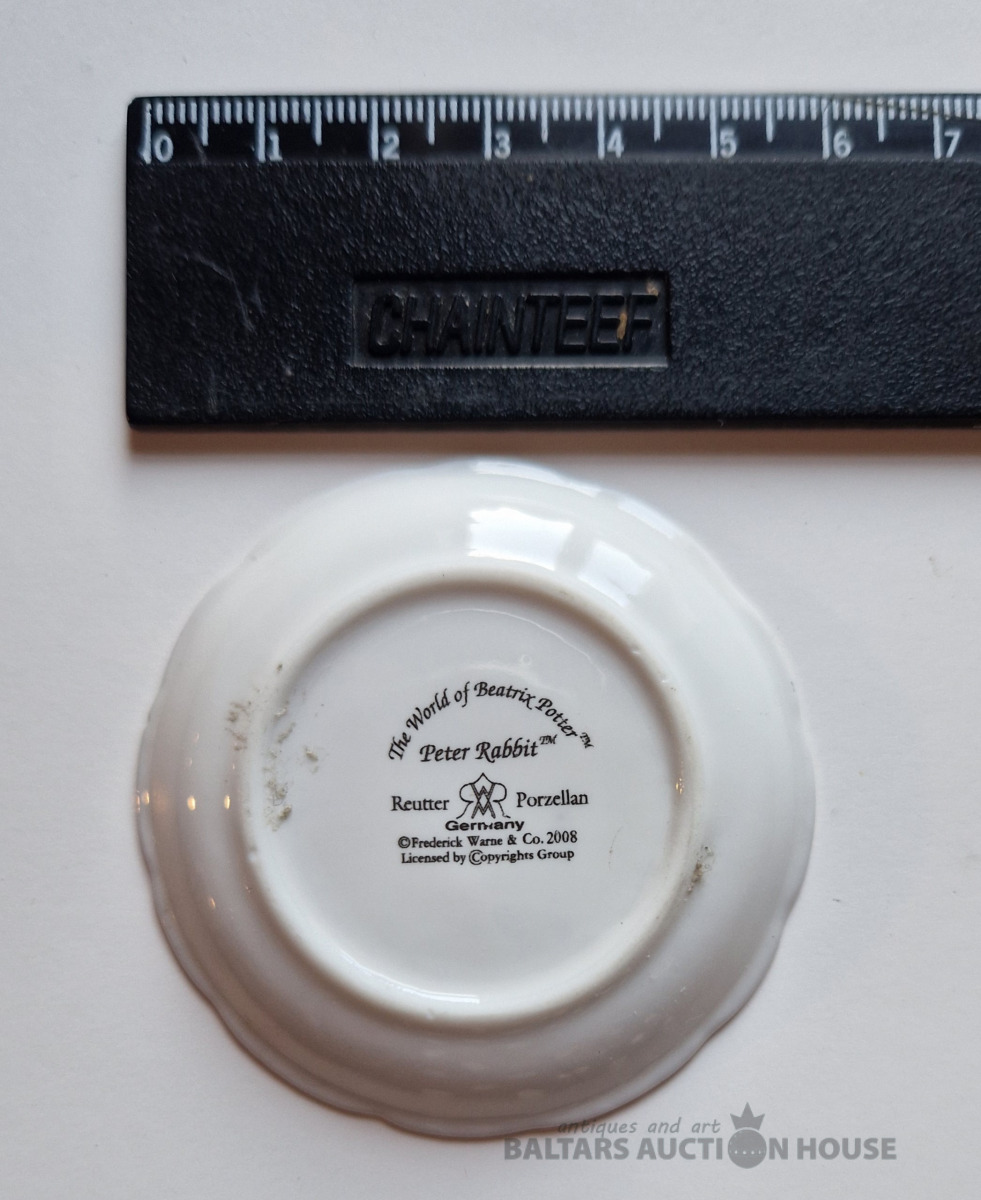 0 1 2 3 4 5 6 7
CHAINTEEF
The World of Beatrix Potter™
Peter Rabbit™
Reutter Porzellan
Germany
©Frederick Warne & Co. 2008
Licensed by ©opyrights Group
antiques and art
BALTARS AUCTION HOUSE